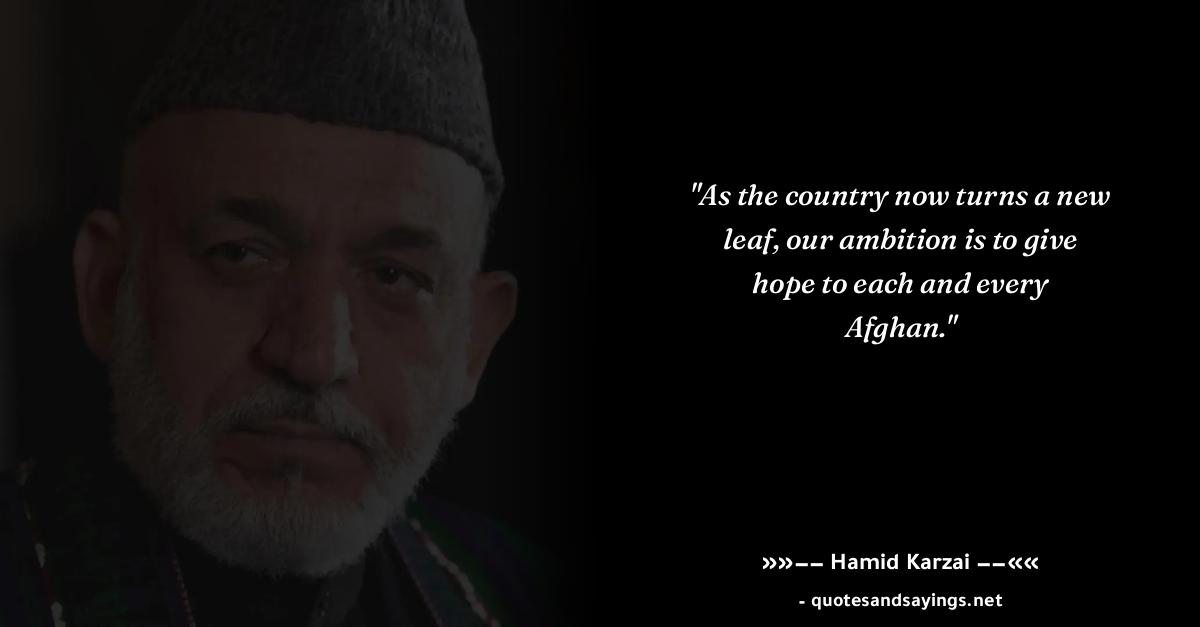 "As the country now turns a new
leaf, our ambition is to give
hope to each and every
Afghan."
»»−− Hamid Karzai −−««
- quotesandsayings.net